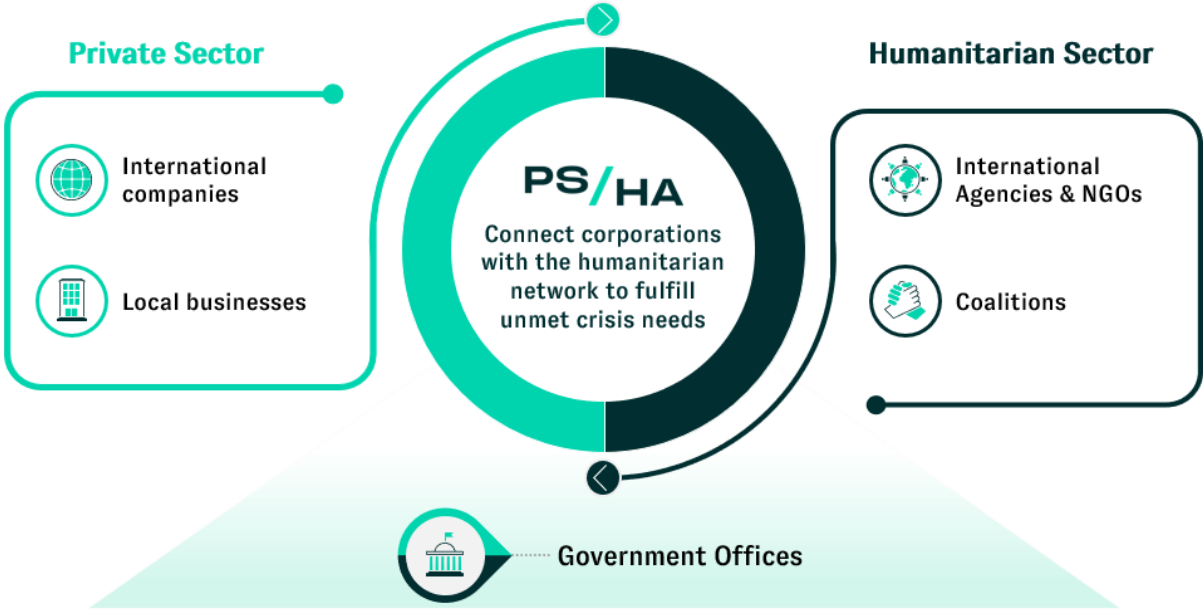 Private Sector
International
companies
Local businesses
PS/HA
Connect corporations
with the humanitarian
network to fulfill
unmet crisis needs
Humanitarian Sector
International
Agencies & NGOs
Coalitions
Government Offices